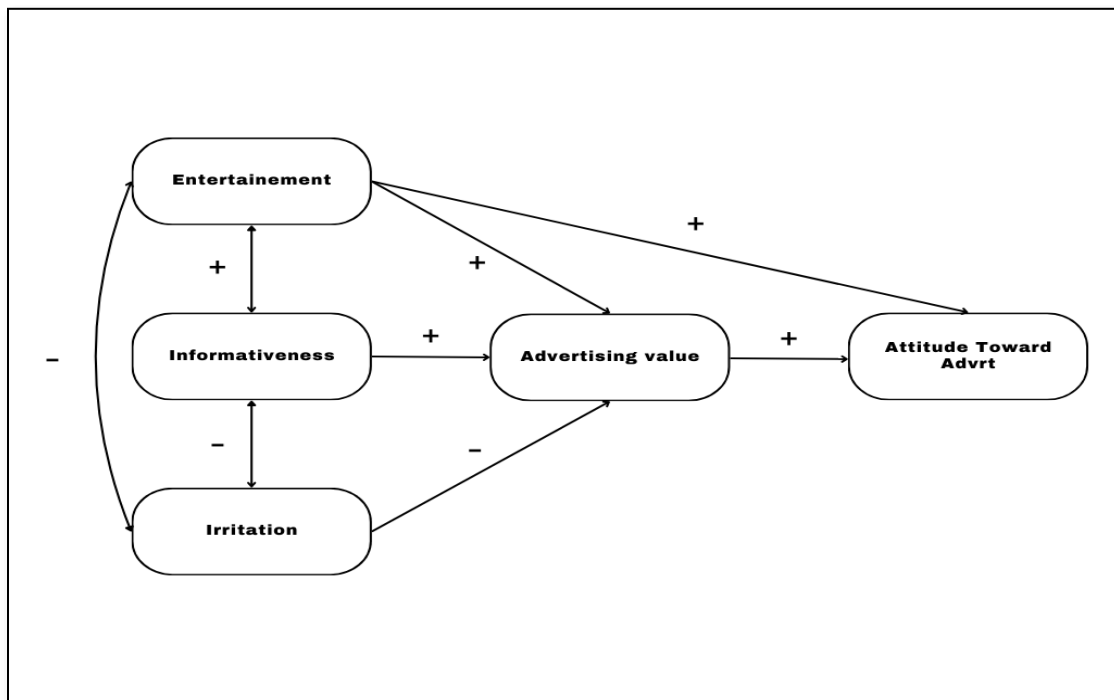 Entertainement
+
+
+
Informativeness
+
Advertising value
+
Attitude Toward
Advrt
–
–
–
Irritation